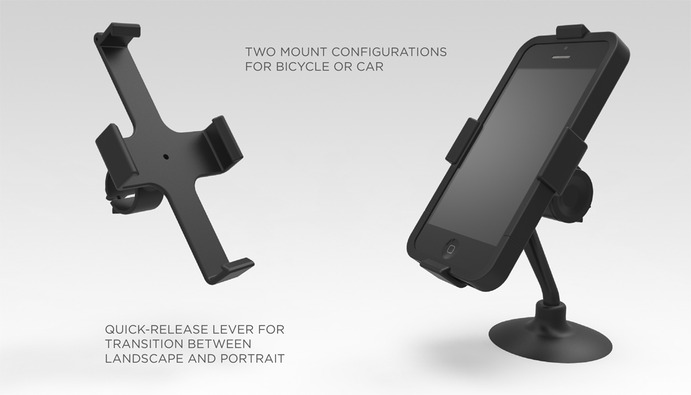 TWO MOUNT CONFIGURATIONS
FOR BICYCLE OR CAR
QUICK-RELEASE LEVER FOR
TRANSITION BETWEEN
LANDSCAPE AND PORTRAIT